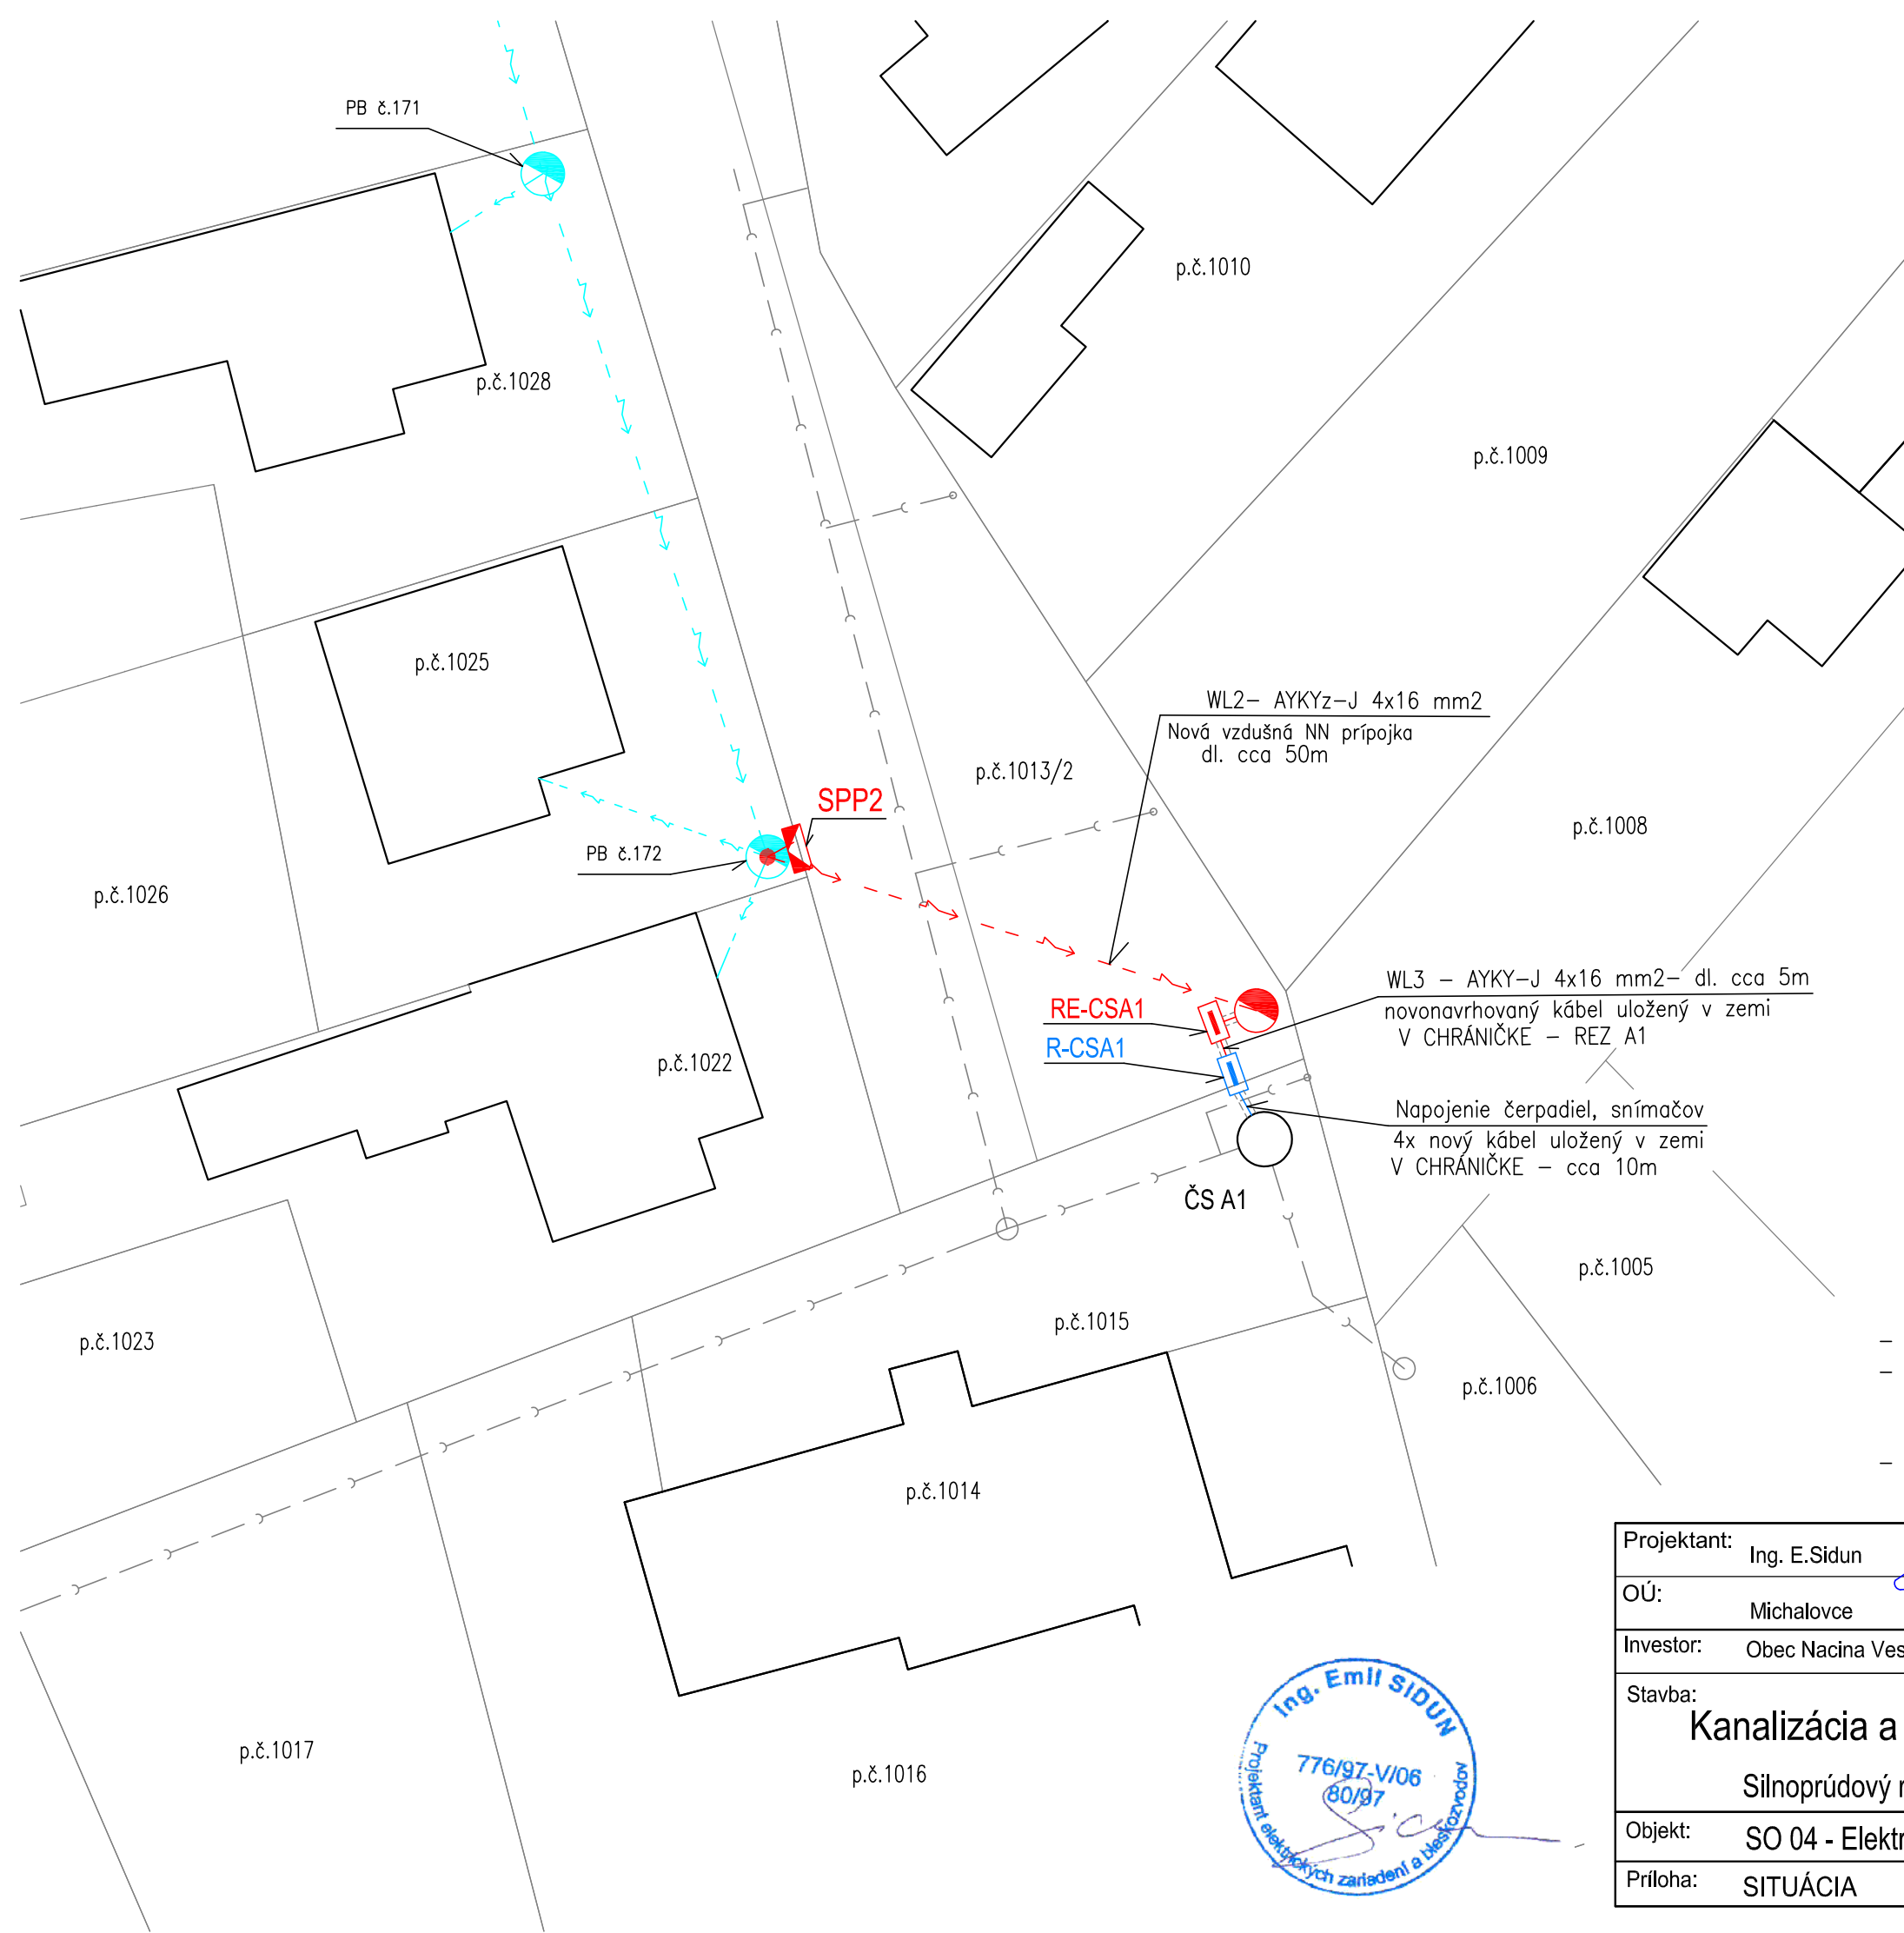 PB č.171
p.č.1010
p.č.1028
p.č.1009
p.č.1025
WL2– AYKYz–J 4x16 mm2
Nová vzdušná NN prípojka
dl. cca 50m
p.č.1013/2
SPP2
p.č.1008
PB č.172
p.č.1026
WL3 – AYKY–J 4x16 mm2– dl. cca 5m
novonavrhovaný kábel uložený v zemi
V CHRÁNIČKE – REZ A1
RE-CSA1
R-CSA1
p.č.1022
Napojenie čerpadiel, snímačov
4x nový kábel uložený v zemi
V CHRÁNIČKE – cca 10m
ČS A1
p.č.1005
p.č.1015
p.č.1023
p.č.1006
p.č.1014
p.č.1017
p.č.1016
Ing. Emil SIDUN
776/97-V/06
80/97
Projektant elektrických zariadení a bleskozvodov
Projektant: Ing. E.Sidun
OÚ: Michalovce
Investor: Obec Nacina Ves
Stavba:
Kanalizácia a
Silnoprúdový
Objekt: SO 04 - Elektr
Príloha: SITUÁCIA